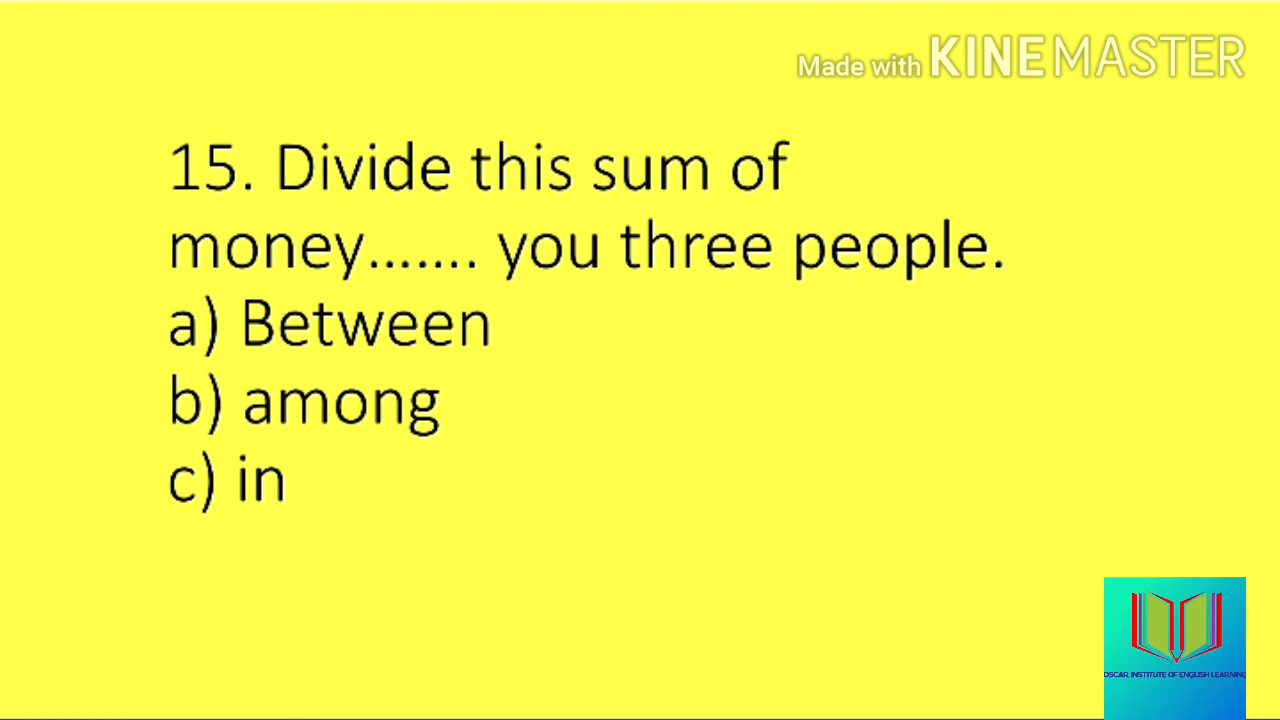 Made with KINEMASTER
15. Divide this sum of
money……. you three people.
a) Between
b) among
c) in
OSCAR INSTITUTE OF ENGLISH LEARNING